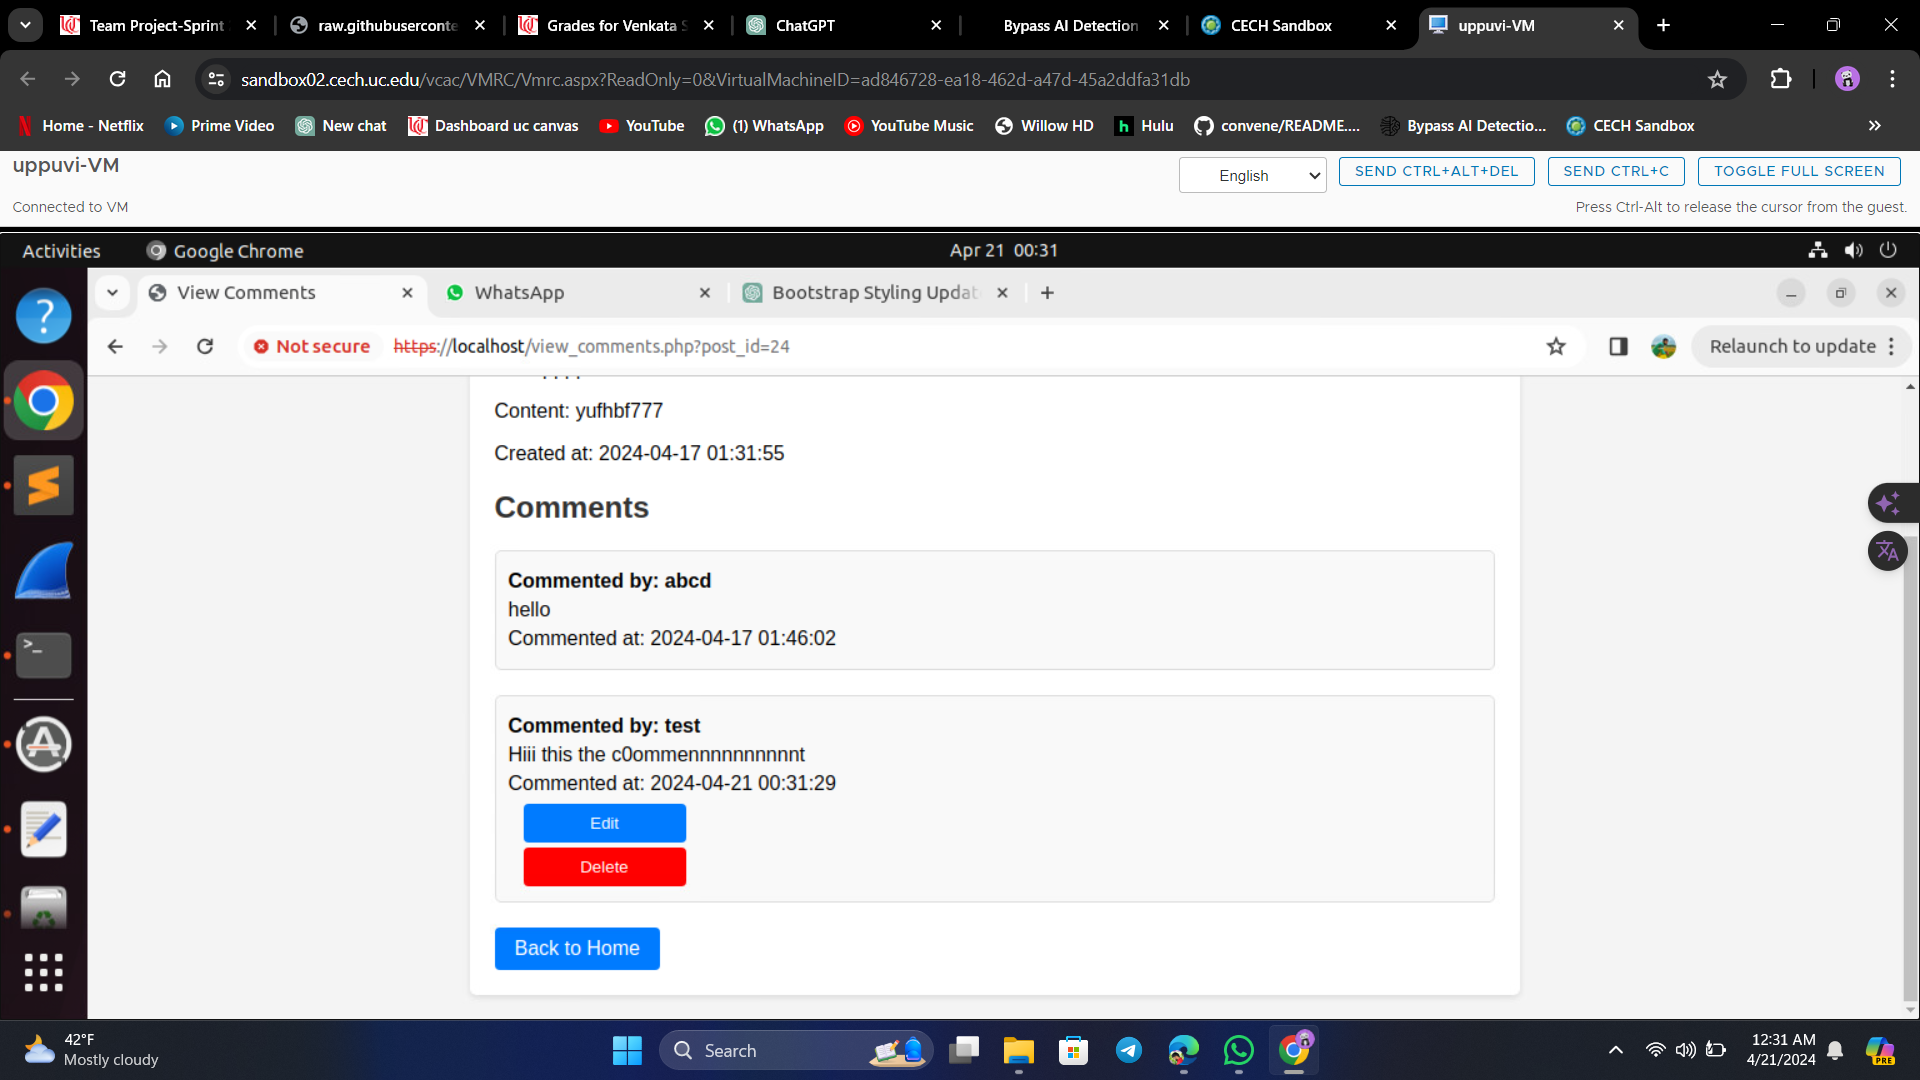 Team Project-Sprint
raw.githubuserconte
Grades for Venkata S
ChatGPT
Bypass AI Detection
CECH Sandbox
uppuvi-VM
sandbox02.cech.uc.edu/vcac/VMRC/Vmrc.aspx?ReadOnly=0&VirtualMachineID=ad846728-ea18-462d-a47d-45a2ddfa31db
Home - Netflix
Prime Video
New chat
Dashboard uc canvas
YouTube
(1) WhatsApp
YouTube Music
Willow HD
Hulu
convene/README....
Bypass AI Detectio...
CECH Sandbox
uppuvi-VM
English
SEND CTRL+ALT+DEL
SEND CTRL+C
TOGGLE FULL SCREEN
Connected to VM
Press Ctrl-Alt to release the cursor from the guest.
Activities
Google Chrome
Apr 21 00:31
View Comments
WhatsApp
Bootstrap Styling Updat
Not secure
https://localhost/view_comments.php?post_id=24
Relaunch to update
Content: yufhbf777
Created at: 2024-04-17 01:31:55
Comments
Commented by: abcd
hello
Commented at: 2024-04-17 01:46:02
Commented by: test
Hiii this the c0ommennnnnnnnnt
Commented at: 2024-04-21 00:31:29
Edit
Delete
Back to Home
42°F
Mostly cloudy
Search
12:31 AM
4/21/2024
PRE